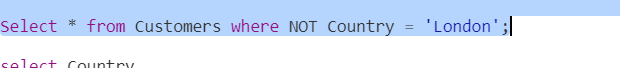 Select * from Customers where NOT Country = 'London';
select Country